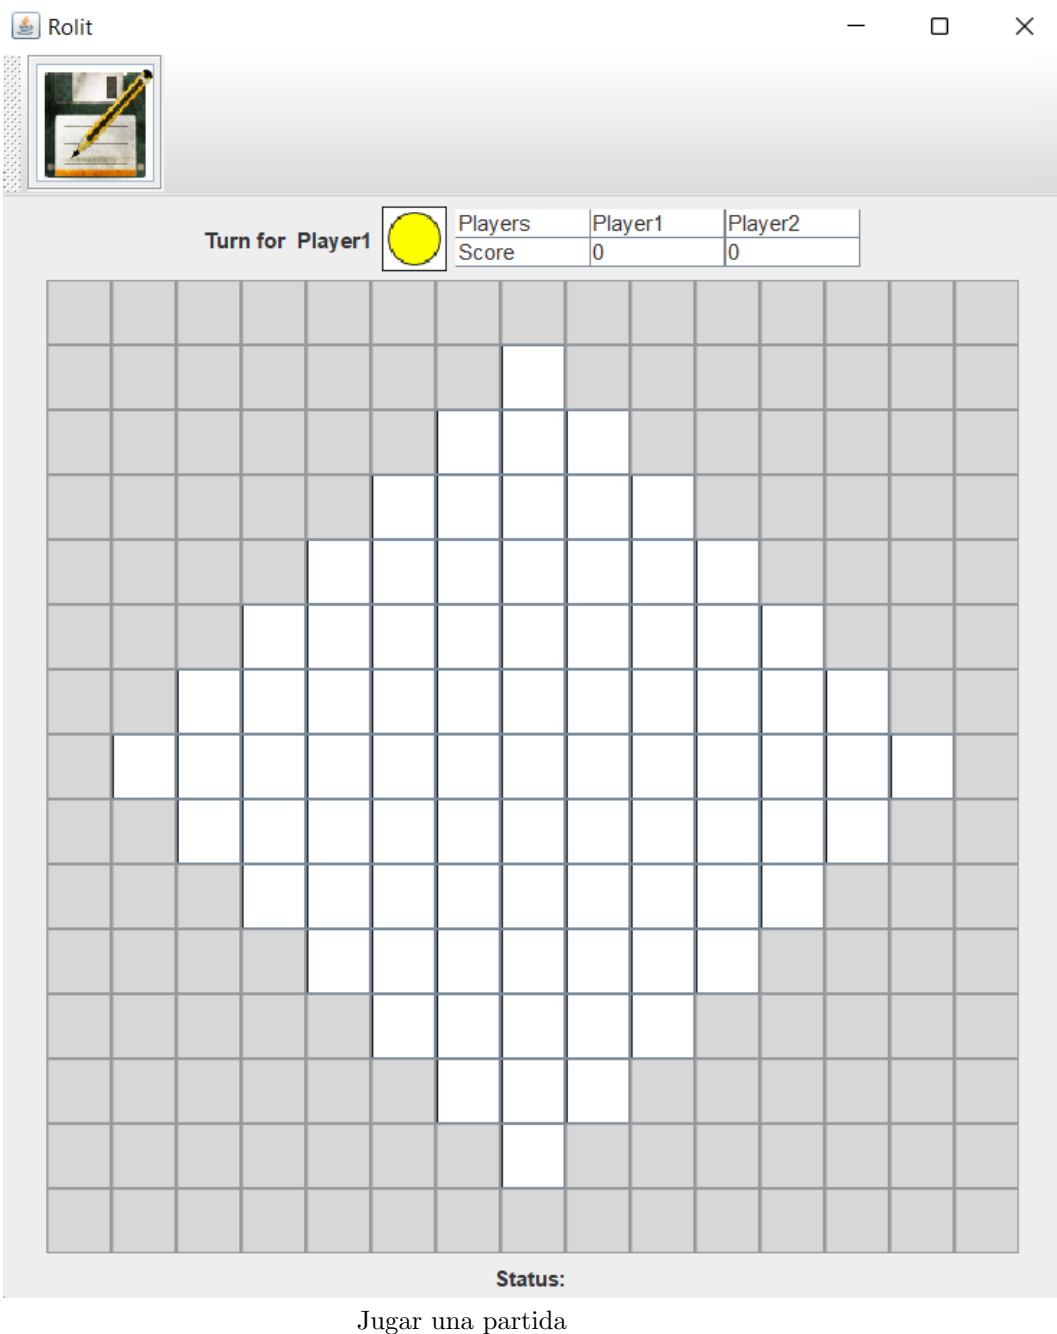 Rolit
Turn for Player1
Players Player1 Player2
Score 0 0
Status:
Jugar una partida